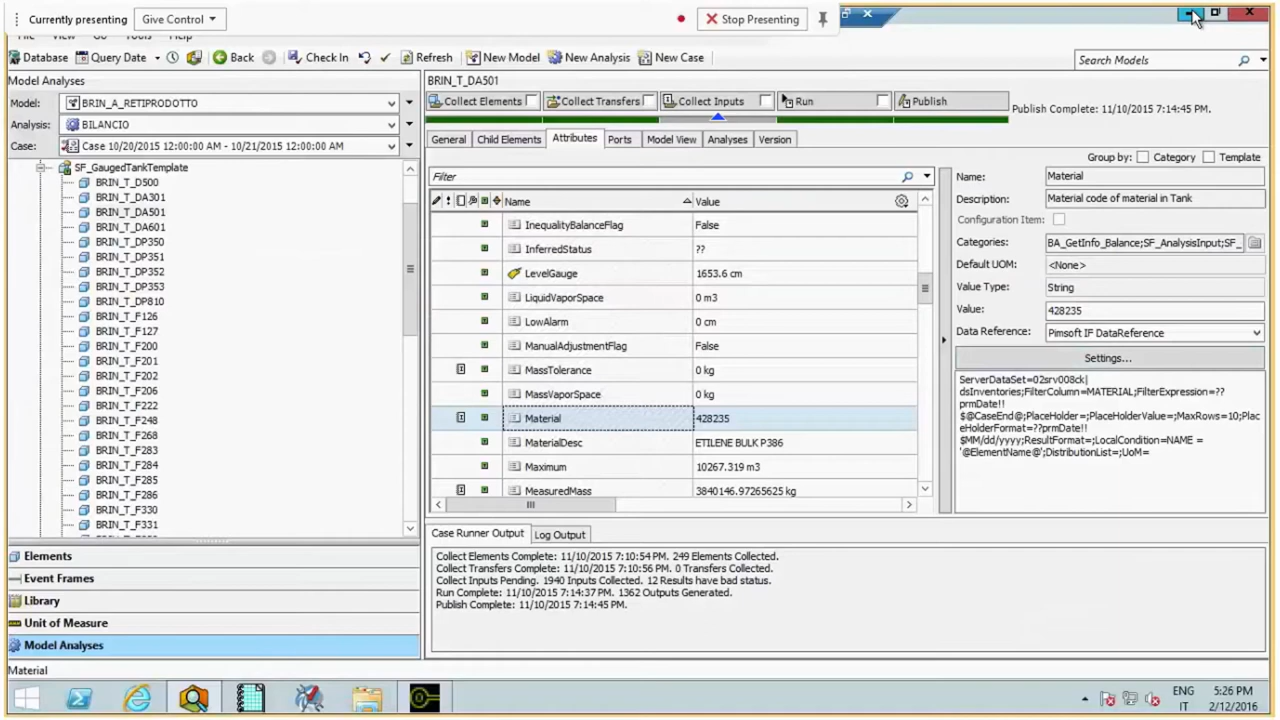 Currently presenting
Give Control
Stop Presenting
File View Go Tools Help
Database
Query Date
Back
Check In
Refresh
New Model
New Analysis
New Case
Search Models
Model Analyses
Model:
BRIN_A_RETIPRODOTTO
Analysis:
BILANCIO
Case:
Case 10/20/2015 12:00:00 AM - 10/21/2015 12:00:00 AM
SF_GaugedTankTemplate
BRIN_T_D500
BRIN_T_DA301
BRIN_T_DA501
BRIN_T_DA601
BRIN_T_DP350
BRIN_T_DP351
BRIN_T_DP352
BRIN_T_DP353
BRIN_T_DP810
BRIN_T_F126
BRIN_T_F127
BRIN_T_F200
BRIN_T_F201
BRIN_T_F202
BRIN_T_F206
BRIN_T_F222
BRIN_T_F248
BRIN_T_F268
BRIN_T_F283
BRIN_T_F284
BRIN_T_F285
BRIN_T_F286
BRIN_T_F330
BRIN_T_F331
Elements
Event Frames
Library
Unit of Measure
Model Analyses
Material
BRIN_T_DA501
Collect Elements
Collect Transfers
Collect Inputs
Run
Publish
Publish Complete: 11/10/2015 7:14:45 PM.
General
Child Elements
Attributes
Ports
Model View
Analyses
Version
Group by:
Category
Template
Filter
Name Value
InequalityBalanceFlag False
InferredStatus ??
LevelGauge 1653.6 cm
LiquidVaporSpace 0 m3
LowAlarm 0 cm
ManualAdjustmentFlag False
MassTolerance 0 kg
MassVaporSpace 0 kg
Material 428235
MaterialDesc ETILENE BULK P386
Maximum 10267.319 m3
MeasuredMass 3840146.97265625 kg
Name: Material
Description: Material code of material in Tank
Configuration Item:
Categories: BA_GetInfo_Balance;SF_AnalysisInput;SF_
Default UOM: <None>
Value Type: String
Value: 428235
Data Reference: Pimsoft IF DataReference
Settings...
ServerDataSet=02srv008ck|
dsInventories;FilterColumn=MATERIAL;FilterExpression=??
prmDate!!
$@CaseEnd@;PlaceHolder=;PlaceHolderValue=;MaxRows=10;Plac
eHolderFormat=??prmDate!!
$MM/dd/yyyy;ResultFormat=;LocalCondition=NAME =
'@ElementName@';DistributionList=;UoM=
Case Runner Output
Log Output
Collect Elements Complete: 11/10/2015 7:10:54 PM. 249 Elements Collected.
Collect Transfers Complete: 11/10/2015 7:10:56 PM. 0 Transfers Collected.
Collect Inputs Pending. 1940 Inputs Collected. 12 Results have bad status.
Run Complete: 11/10/2015 7:14:37 PM. 1362 Outputs Generated.
Publish Complete: 11/10/2015 7:14:45 PM.
ENG
IT
5:26 PM
2/12/2016